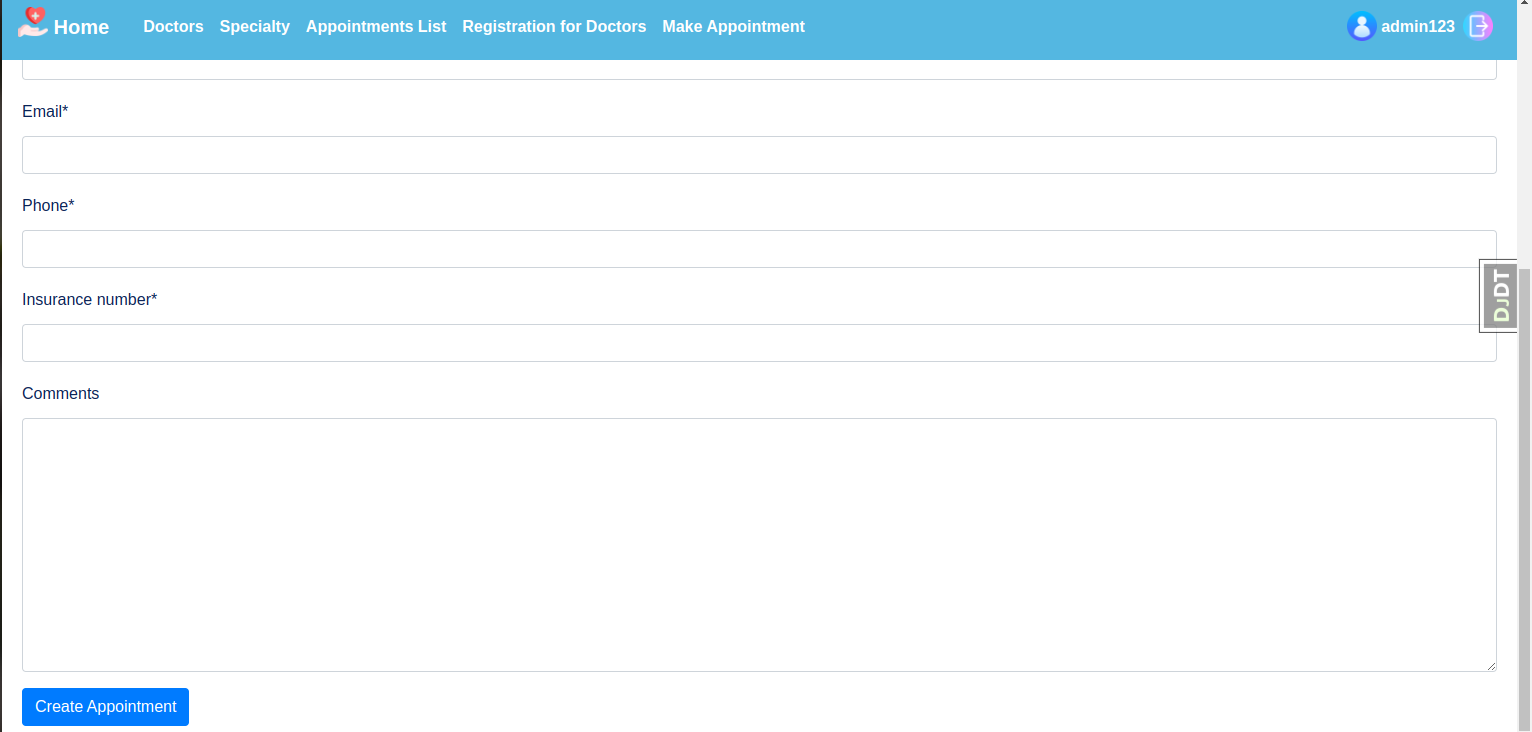 Home Doctors Specialty Appointments List Registration for Doctors Make Appointment admin123
Email*
Phone*
Insurance number*
DJDT
Comments
Create Appointment